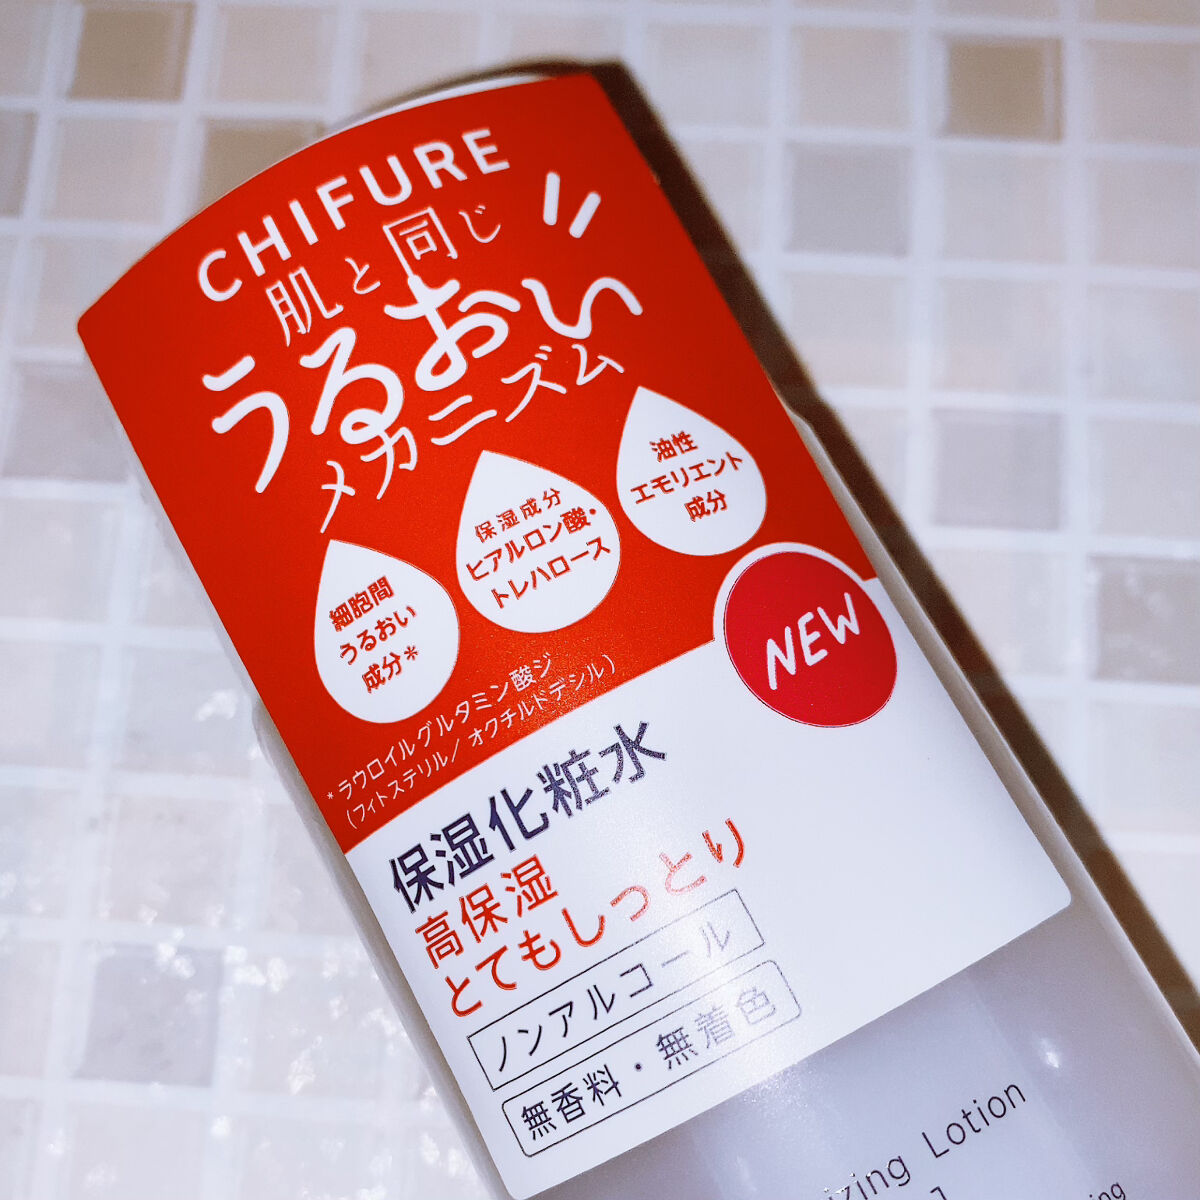 CHIFURE
肌と同じ
うるおい
メカニズム
細胞間
うるおい
成分*
保湿成分
ヒアルロン酸・
トレハロース
油性
エモリエント
成分
NEW
*ラウロイルグルタミン酸ジ
(フィトステリル/オクチルドデシル)
保湿化粧水
高保湿
とてもしっとり
ノンアルコール
無香料・無着色
izing Lotion